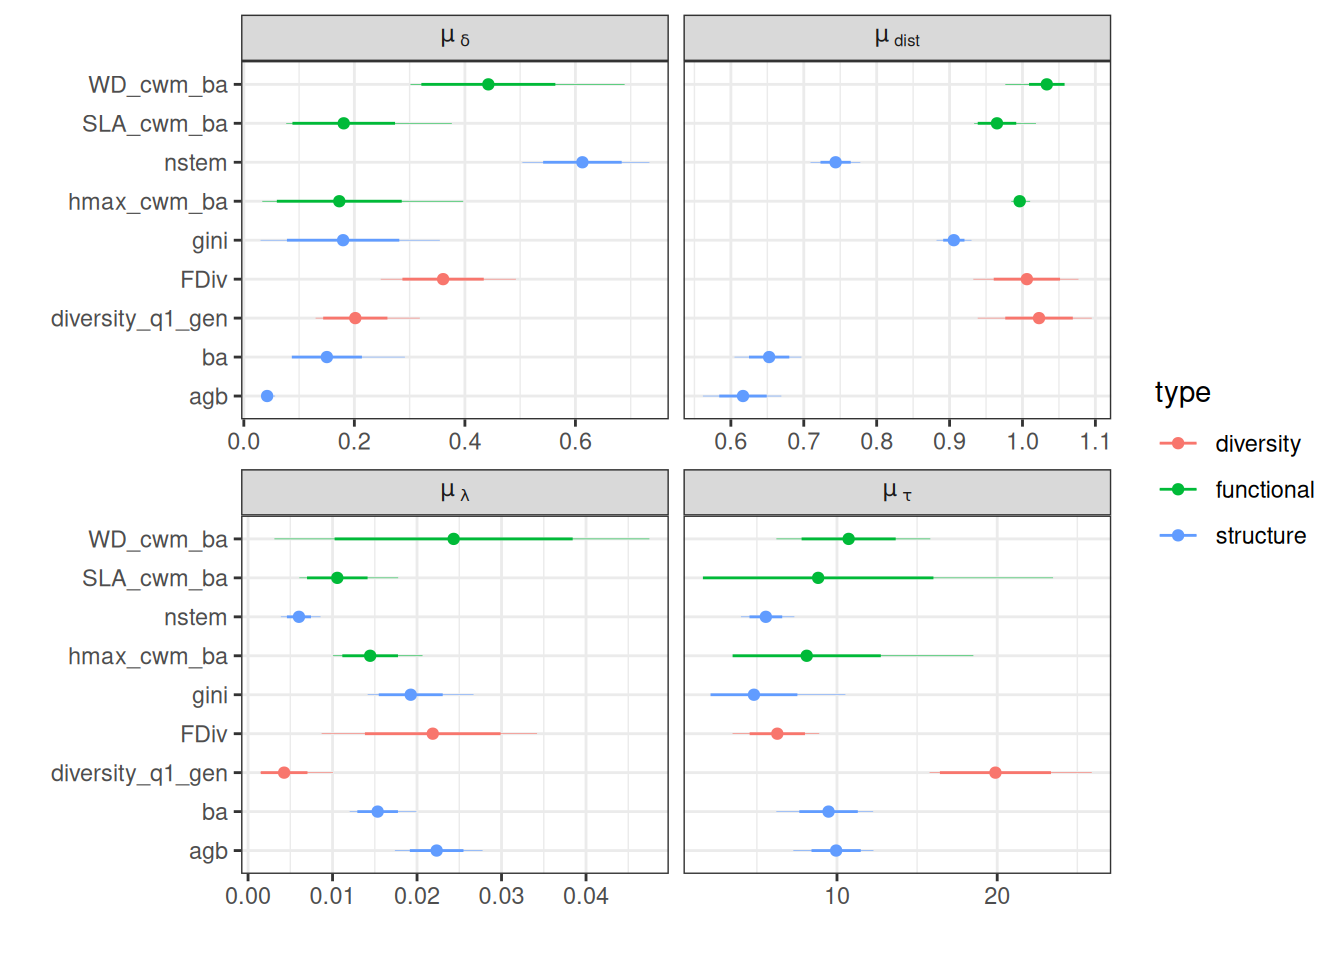 μ δ
μ dist
WD_cwm_ba
SLA_cwm_ba
nstem
hmax_cwm_ba
gini
FDiv
diversity_q1_gen
ba
agb
0.0 0.2 0.4 0.6
0.6 0.7 0.8 0.9 1.0 1.1
type
diversity
functional
structure
μ λ
μ τ
WD_cwm_ba
SLA_cwm_ba
nstem
hmax_cwm_ba
gini
FDiv
diversity_q1_gen
ba
agb
0.00 0.01 0.02 0.03 0.04
10 20